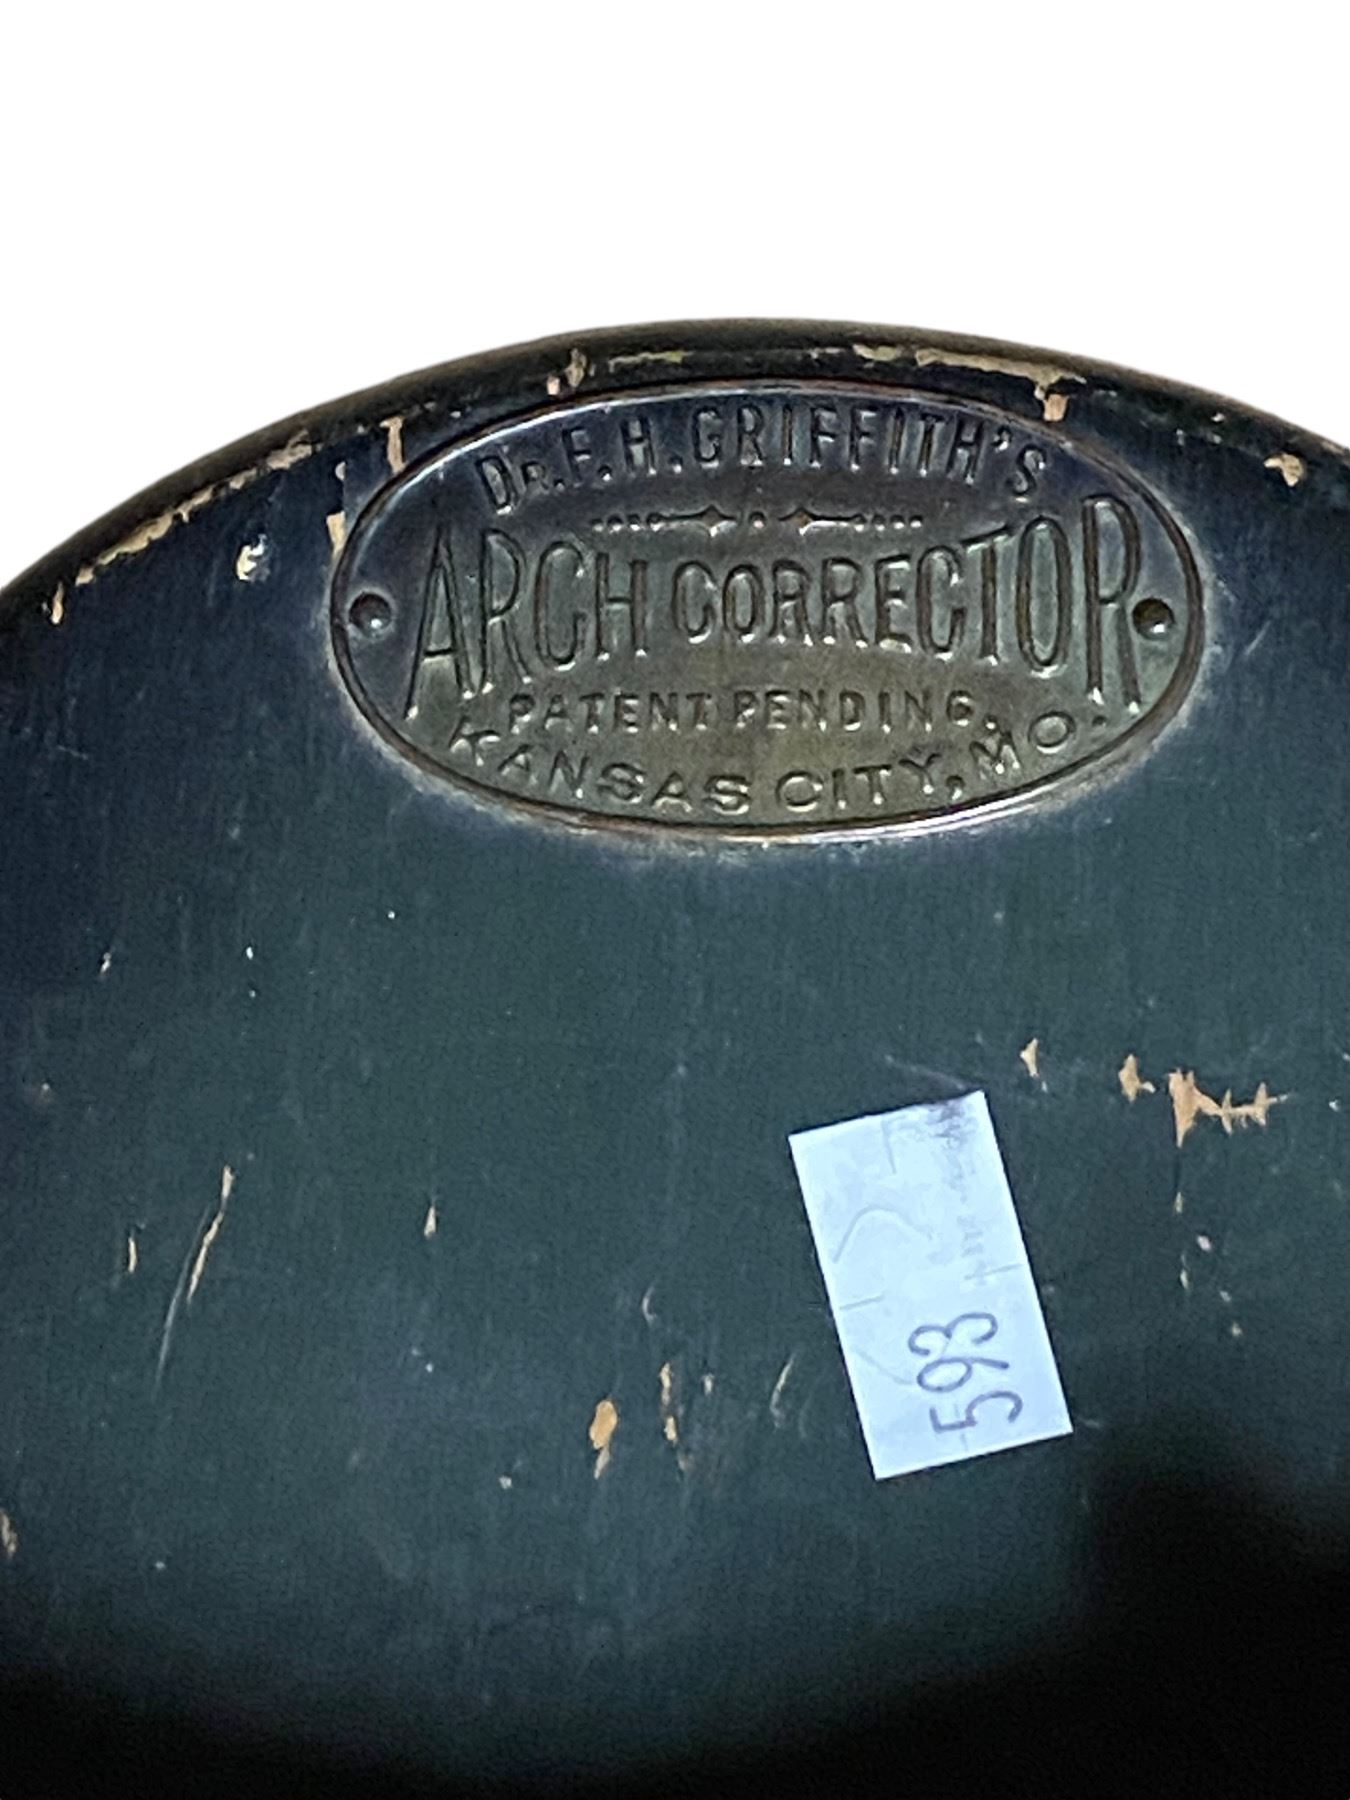 DR. F. H. GRIFFITH'S
ARCH CORRECTOR
PATENT PENDING.
KANSAS CITY, MO.
593